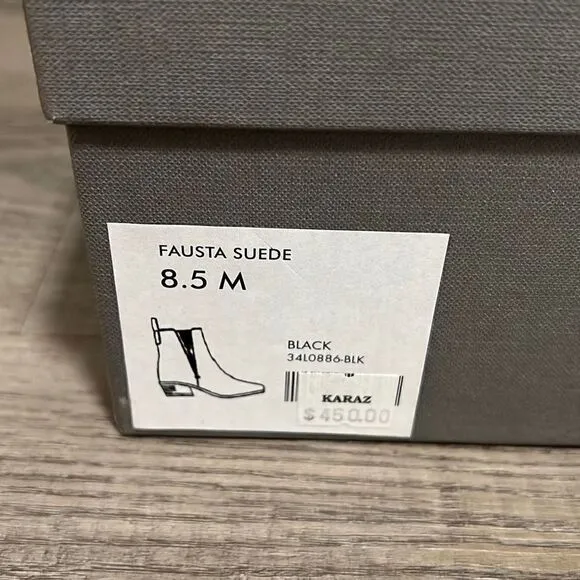 FAUSTA SUEDE
8.5 M
BLACK
34L0886-BLK
KARAZ
$450.00